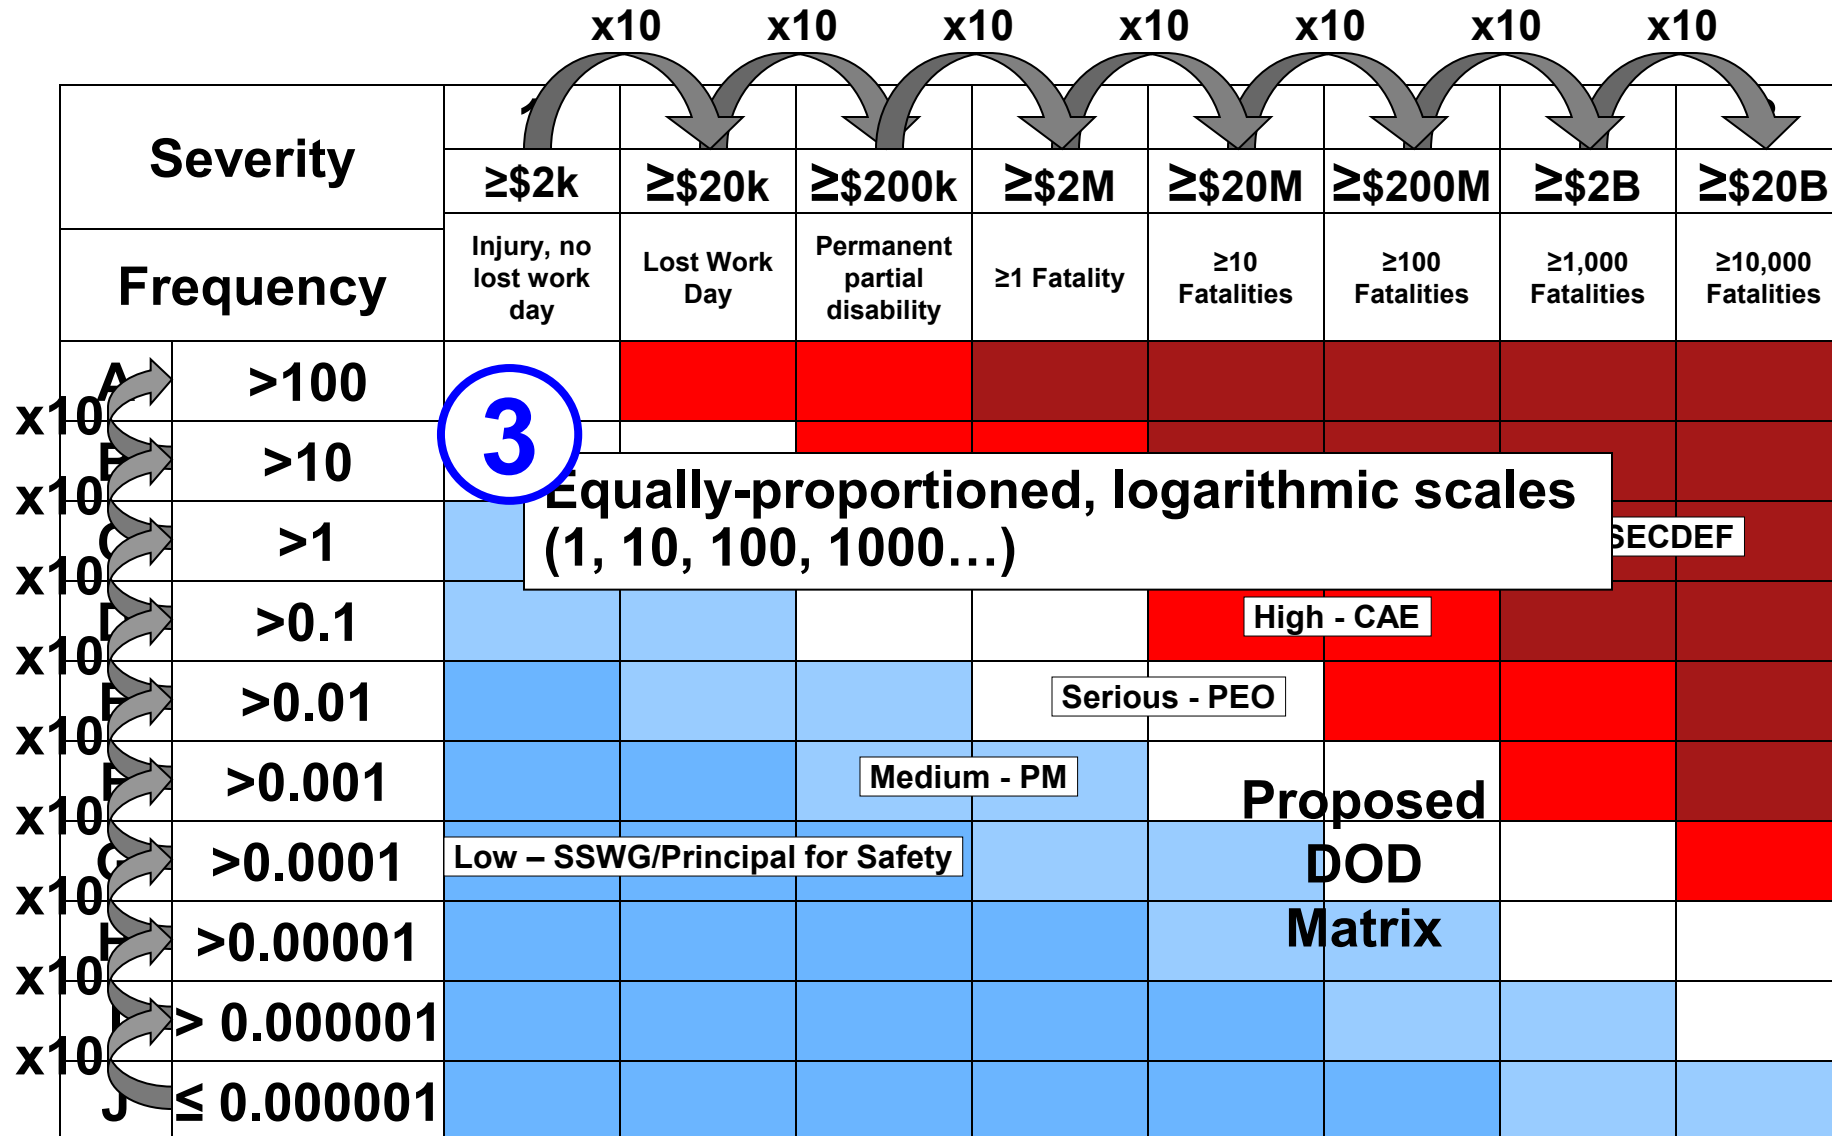 x10 x10 x10 x10 x10 x10 x10
Severity
≥$2k ≥$20k ≥$200k ≥$2M ≥$20M ≥$200M ≥$2B ≥$20B
Frequency
Injury, no
lost work
day
Lost Work
Day
Permanent
partial
disability
≥1 Fatality
≥10
Fatalities
≥100
Fatalities
≥1,000
Fatalities
≥10,000
Fatalities
A >100
x10
>10
x10
>1
x10
>0.1
x10
>0.01
x10
>0.001
x10
G >0.0001
x10
H >0.00001
x10
> 0.000001
x10
J ≤ 0.000001
3
Equally-proportioned, logarithmic scales
(1, 10, 100, 1000...)
SECDEF
High - CAE
Serious - PEO
Medium - PM
Low – SSWG/Principal for Safety
Proposed
DOD
Matrix